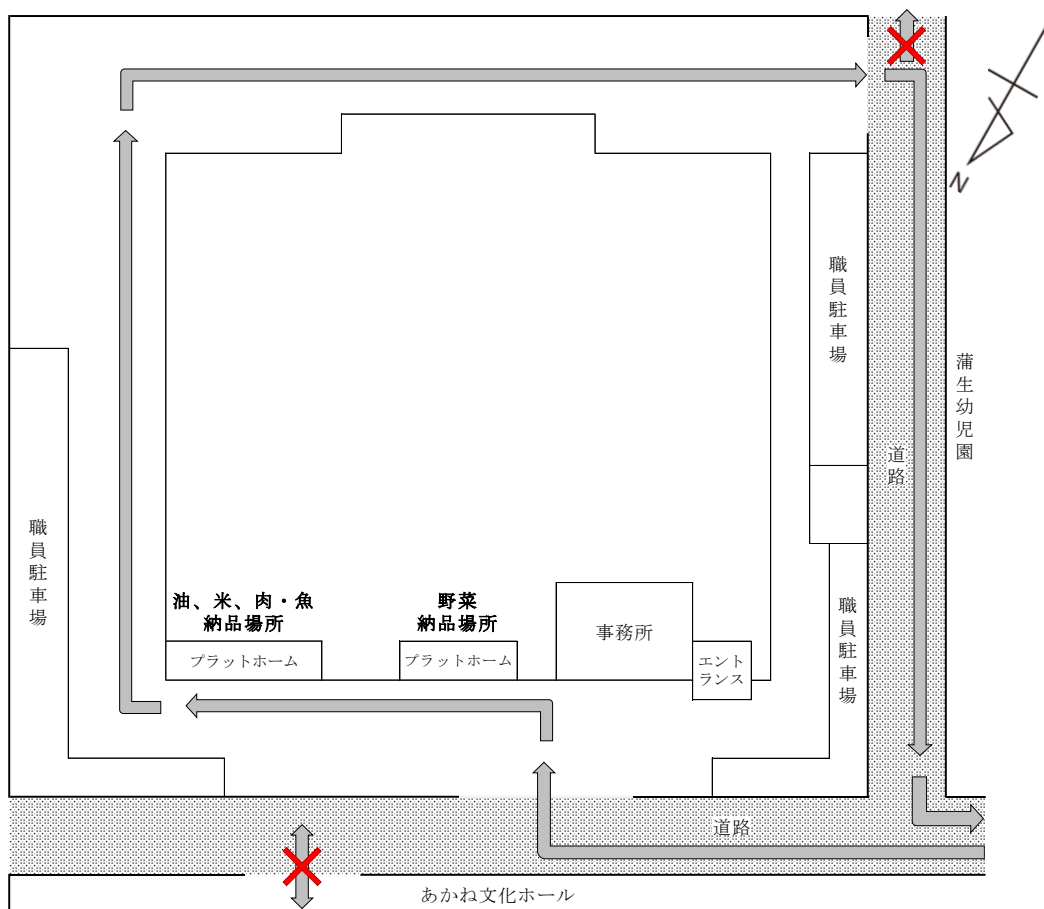 N
職員駐車場
蒲生幼児園
道路
職員駐車場
油、米、肉・魚
納品場所
プラットホーム
野菜
納品場所
プラットホーム
事務所
エント
ランス
職員駐車場
道路
あかね文化ホール